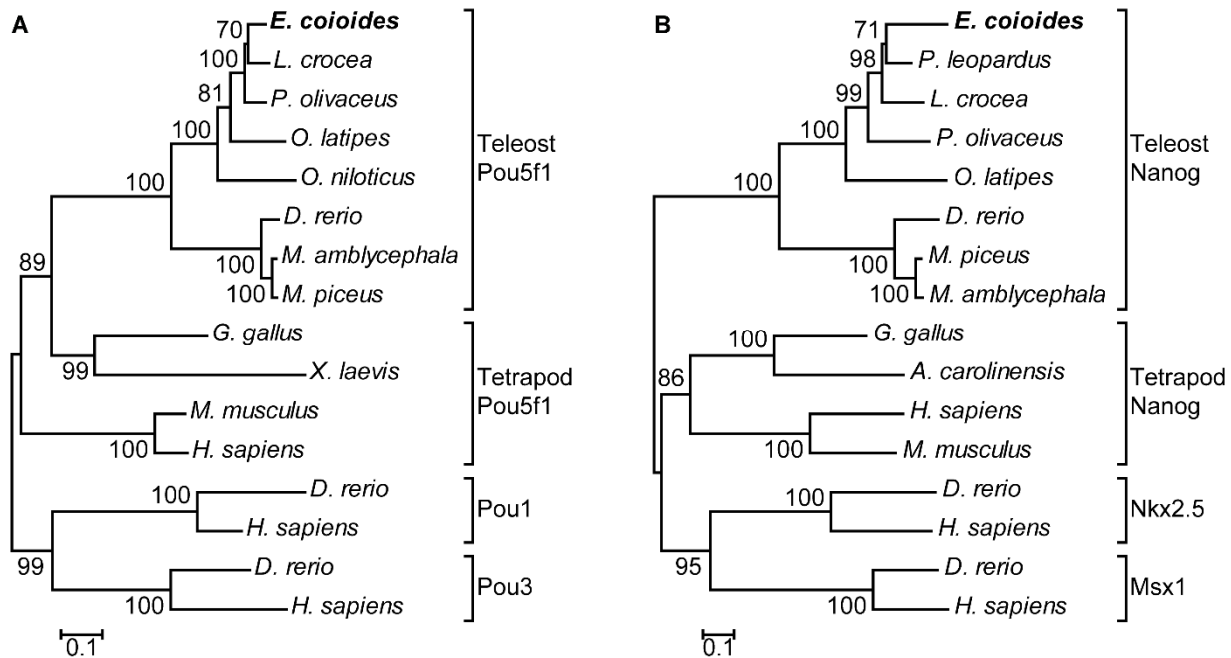 A
70
E. coioides
100
L. crocea
81
P. olivaceus
100
O. latipes
100
O. niloticus
D. rerio
89
100
M. amblycephala
100
M. piceus
Teleost
Pou5f1
G. gallus
99
X. laevis
M. musculus
100
H. sapiens
Tetrapod
Pou5f1
100
D. rerio
H. sapiens
Pou1
99
D. rerio
100
H. sapiens
Pou3
0.1
B
71
E. coioides
98
P. leopardus
99
L. crocea
100
P. olivaceus
100
O. latipes
D. rerio
100
M. piceus
100
M. amblycephala
Teleost
Nanog
100
G. gallus
86
A. carolinensis
H. sapiens
100
M. musculus
Tetrapod
Nanog
100
D. rerio
H. sapiens
Nkx2.5
95
D. rerio
100
H. sapiens
Msx1
0.1